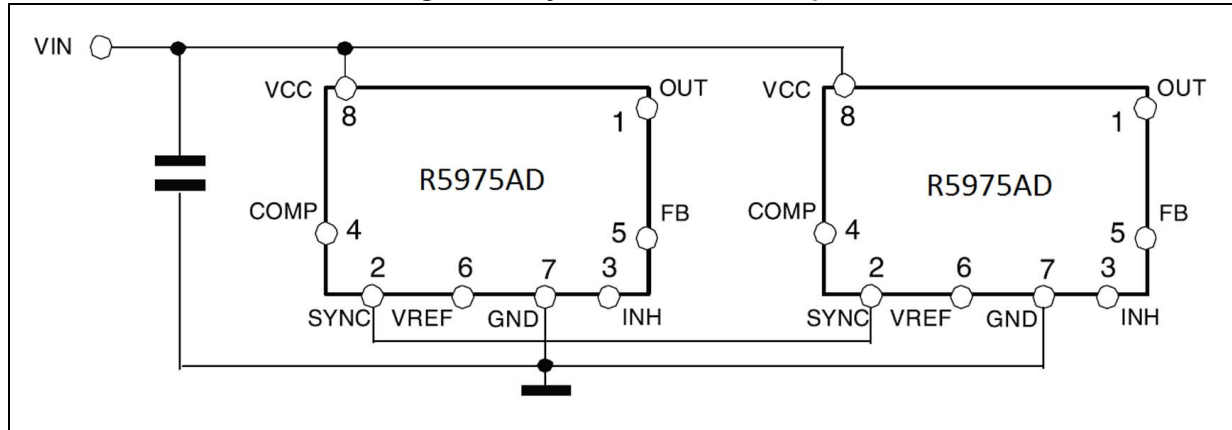 VIN
VCC
8
OUT
1
R5975AD
COMP
4
FB
5
2
6
7
3
SYNC
VREF
GND
INH
VCC
8
OUT
1
R5975AD
COMP
4
FB
5
2
6
7
3
SYNC
VREF
GND
INH